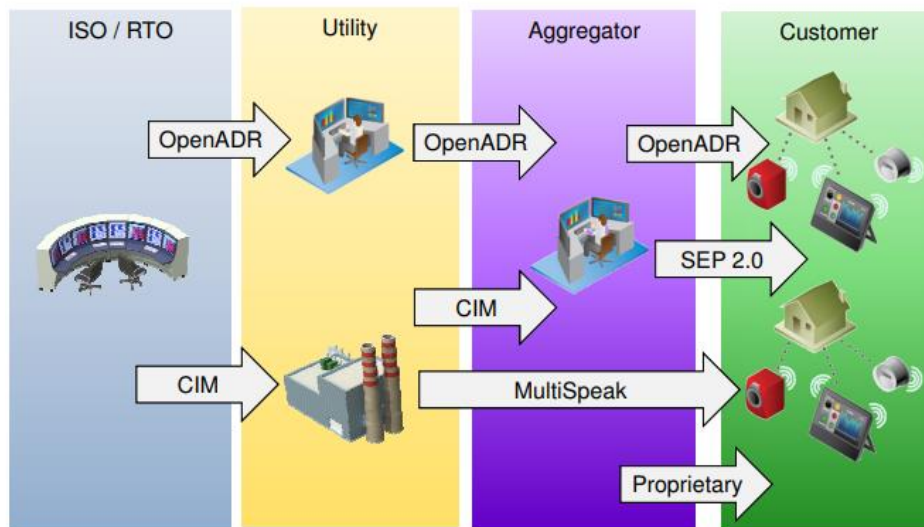 ISO / RTO
Utility
Aggregator
Customer
OpenADR
OpenADR
OpenADR
SEP 2.0
CIM
CIM
MultiSpeak
Proprietary